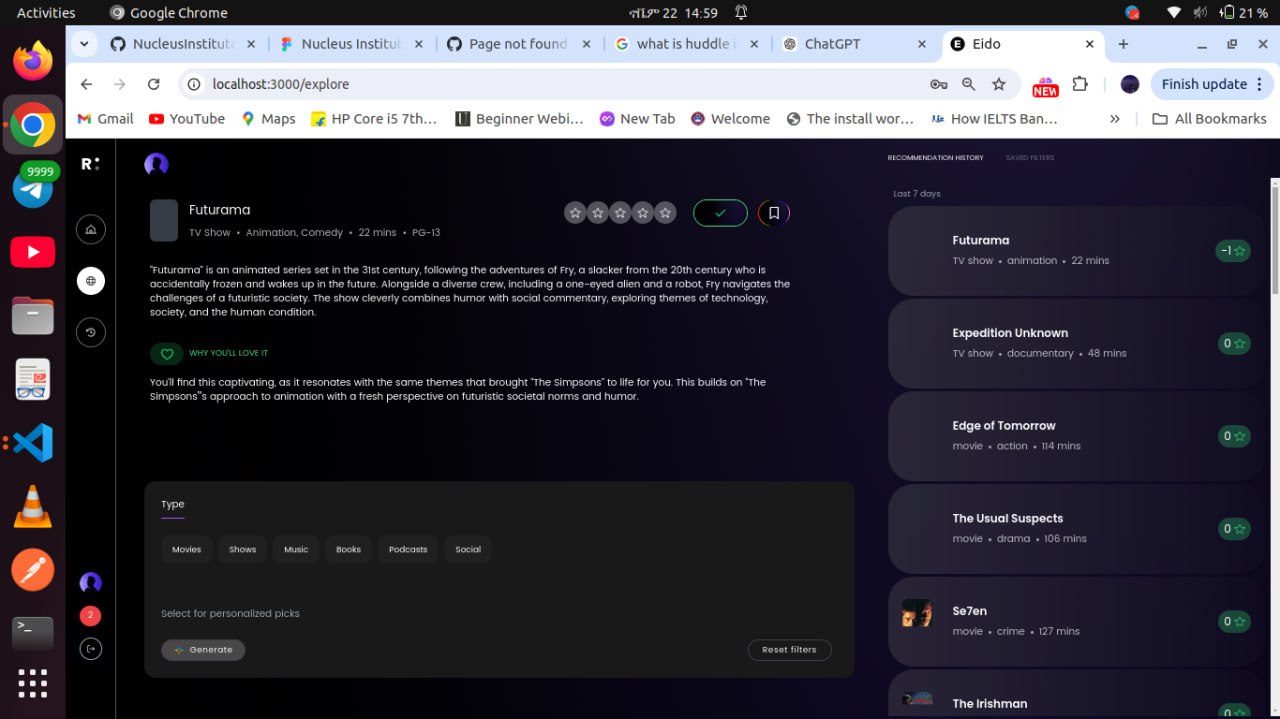 Activities
Google Chrome
22 14:59
21 %
NucleusInstitut
Nucleus Institut
Page not found
what is huddle i
ChatGPT
Eido
localhost:3000/explore
NEW
Finish update
Gmail
YouTube
Maps
HP Core i5 7th...
Beginner Webi...
New Tab
Welcome
The install wor...
How IELTS Ban...
All Bookmarks
9999
R:
2
Futurama
TV Show • Animation, Comedy • 22 mins • PG-13
"Futurama" is an animated series set in the 31st century, following the adventures of Fry, a slacker from the 20th century who is
accidentally frozen and wakes up in the future. Alongside a diverse crew, including a one-eyed alien and a robot, Fry navigates the
challenges of a futuristic society. The show cleverly combines humor with social commentary, exploring themes of technology,
society, and the human condition.
WHY YOU'LL LOVE IT
You'll find this captivating, as it resonates with the same themes that brought "The Simpsons" to life for you. This builds on "The
Simpsons"'s approach to animation with a fresh perspective on futuristic societal norms and humor.
Type
Movies
Shows
Music
Books
Podcasts
Social
Select for personalized picks
Generate
Reset filters
RECOMMENDATION HISTORY
SAVED FILTERS
Last 7 days
Futurama
TV show • animation • 22 mins
-1
Expedition Unknown
TV show • documentary • 48 mins
0
Edge of Tomorrow
movie • action • 114 mins
0
The Usual Suspects
movie • drama • 106 mins
0
Se7en
movie • crime • 127 mins
0
The Irishman
0